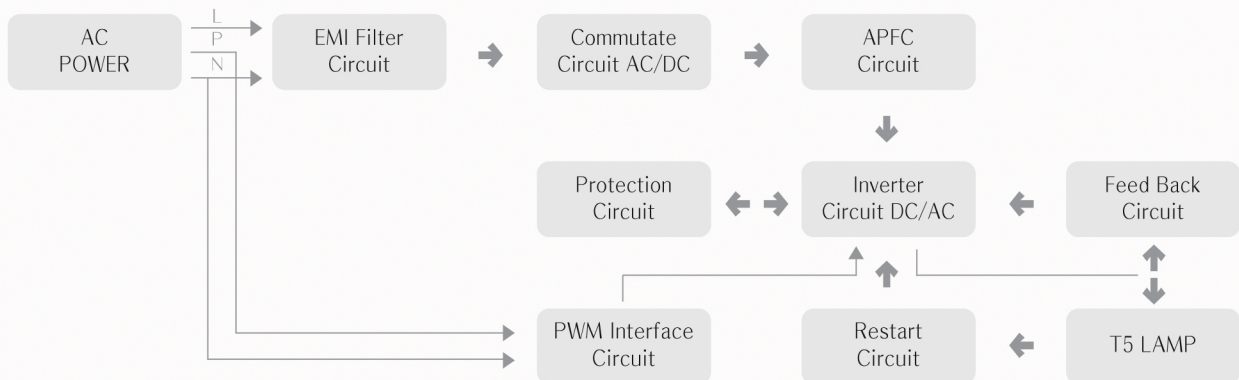 AC
POWER
L
P
N
EMI Filter
Circuit
Commutate
Circuit AC/DC
APFC
Circuit
Protection
Circuit
Inverter
Circuit DC/AC
Feed Back
Circuit
PWM Interface
Circuit
Restart
Circuit
T5 LAMP